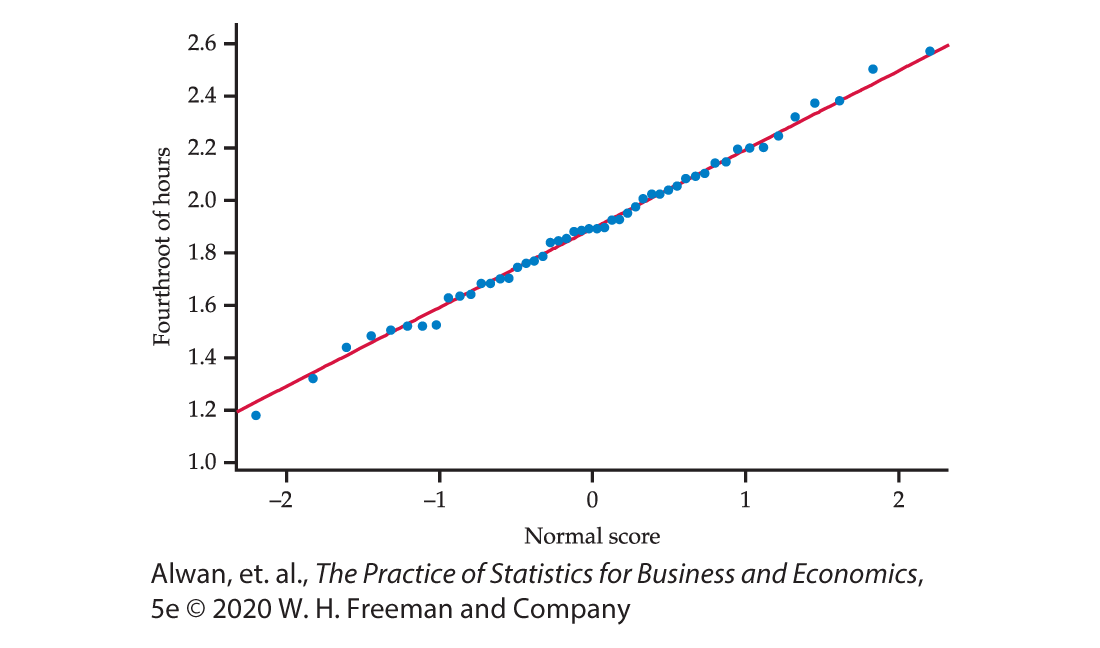 2.6
2.4
2.2
2.0
1.8
1.6
1.4
1.2
1.0
Fourthroot of hours
–2 –1 0 1 2
Normal score
Alwan, et. al., The Practice of Statistics for Business and Economics,
5e © 2020 W. H. Freeman and Company